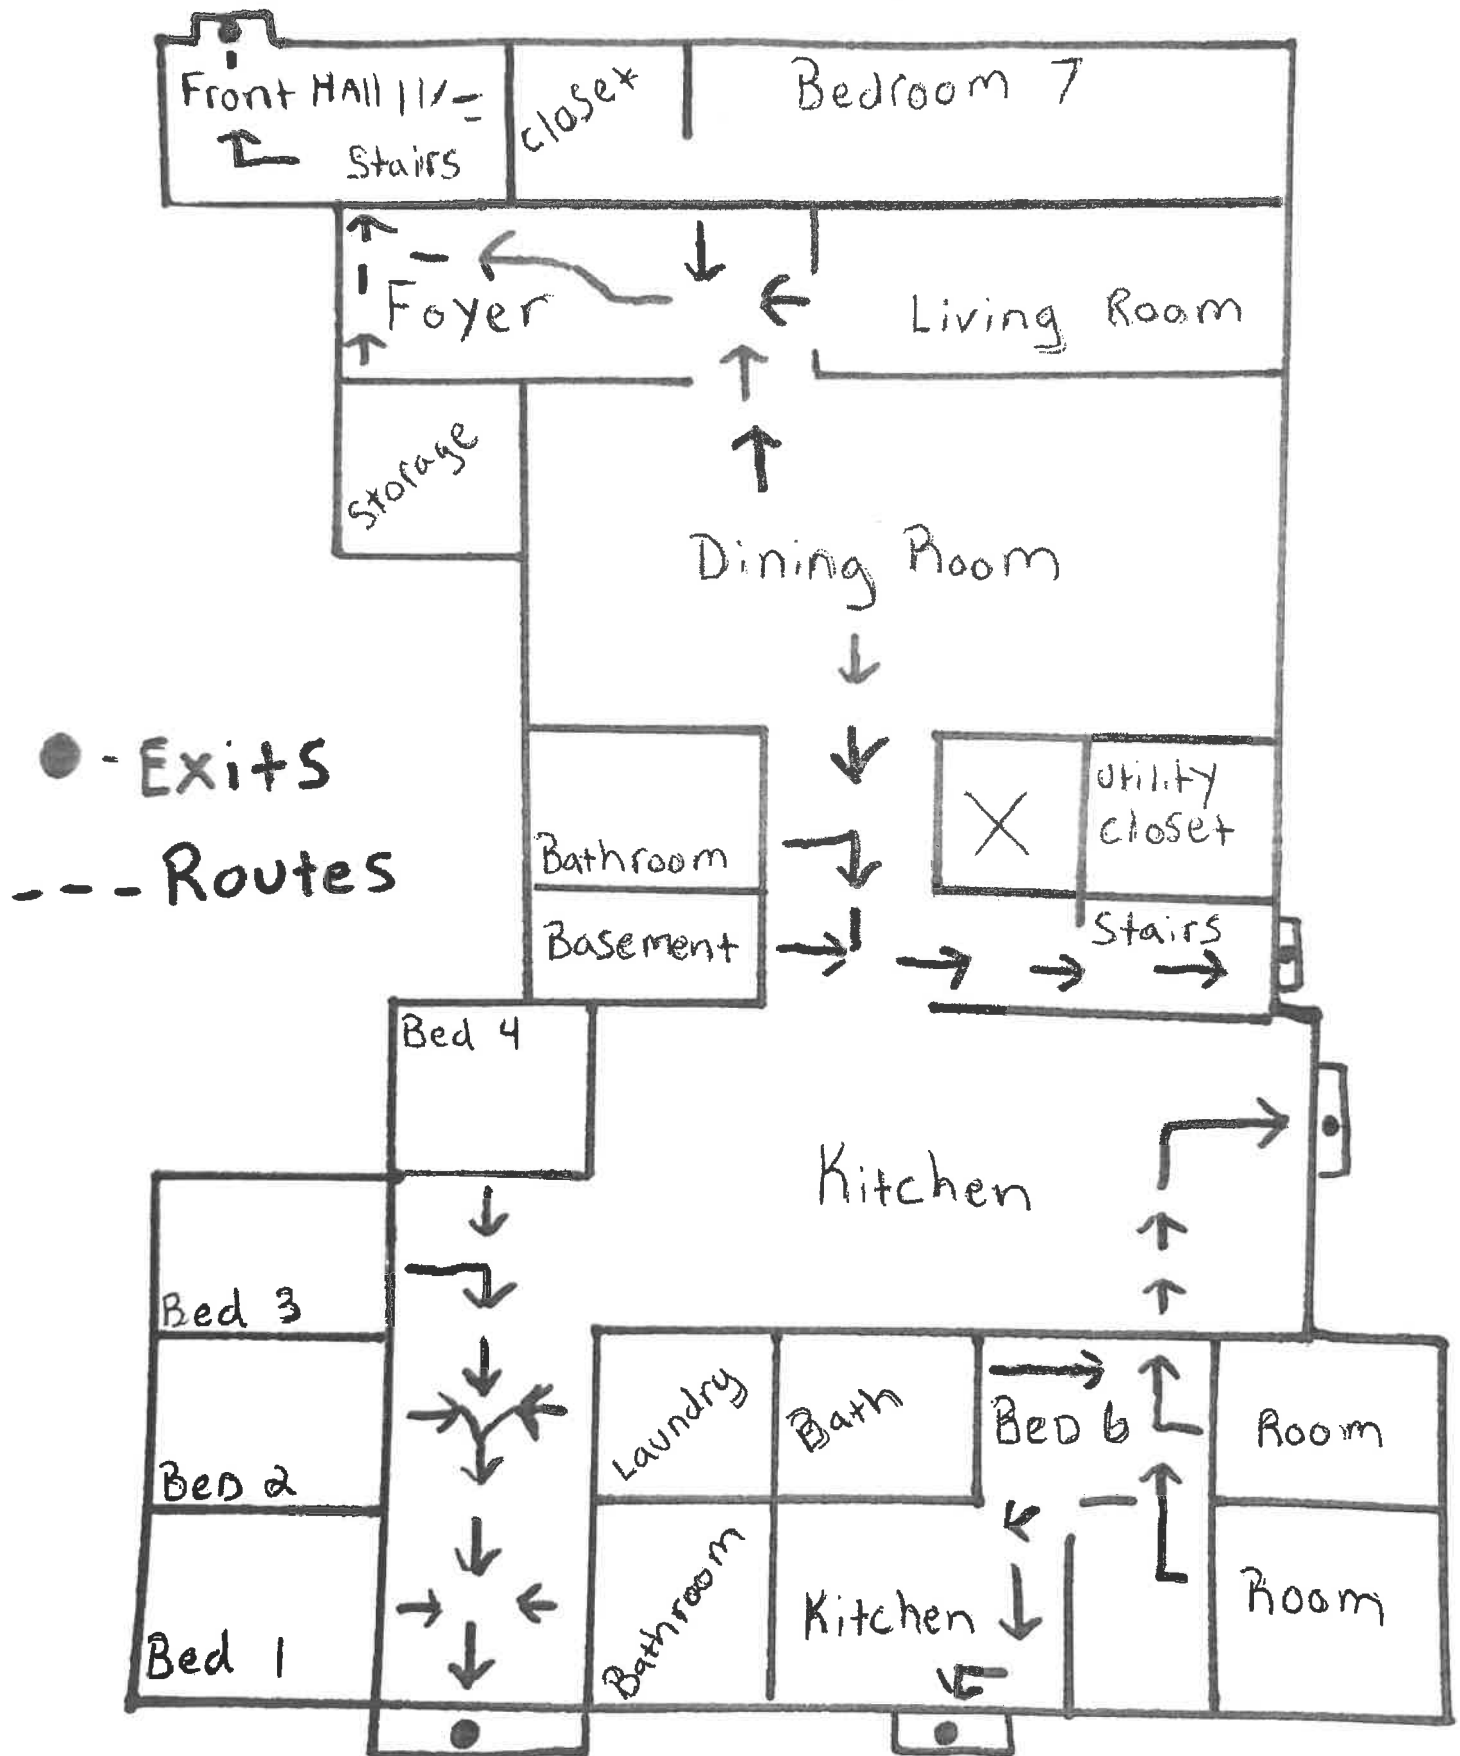 Front HAll
Stairs
closet
Bedroom 7
Foyer
Living Room
Storage
Dining Room
- Exits
- - - Routes
Bathroom
Basement
X
Utility
closet
Stairs
Bed 4
Kitchen
Bed 3
BeD 2
Bed 1
Laundry
Bath
BED 6
Room
Bathroom
Kitchen
Room